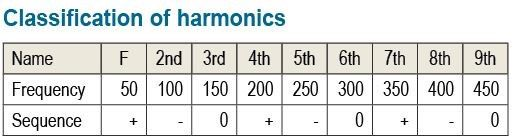 Classification of harmonics
Name F 2nd 3rd 4th 5th 6th 7th 8th 9th
Frequency 50 100 150 200 250 300 350 400 450
Sequence + - 0 + - 0 + - 0